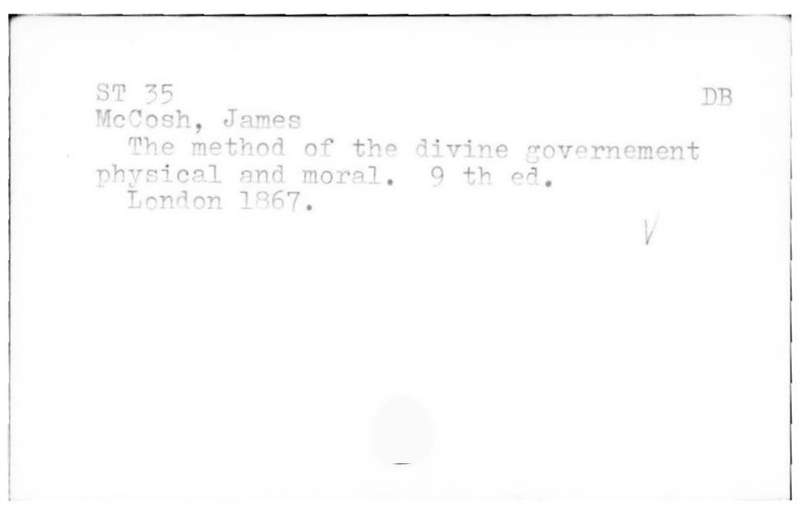 ST 35 DB
McCosh, James
The method of the divine governement
physical and moral. 9 th ed.
London 1867.
V